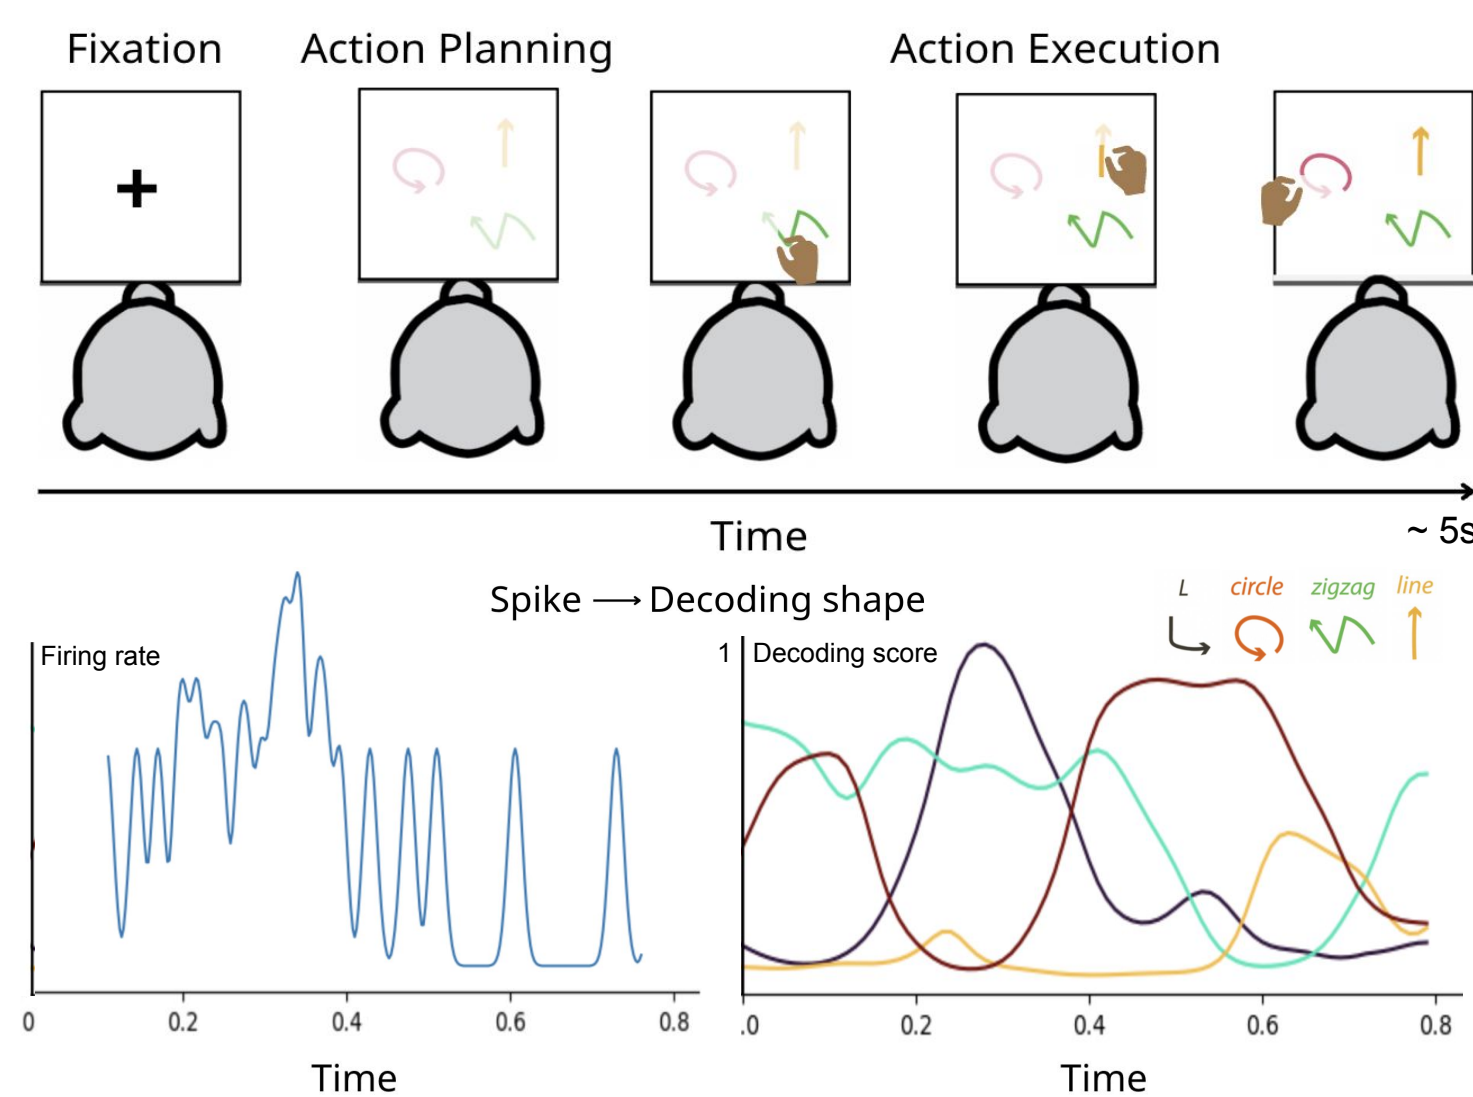 Fixation
Action Planning
Action Execution
Time
~ 5s
Spike → Decoding shape
L circle zigzag line
Firing rate
1 Decoding score
0 0.2 0.4 0.6 0.8
.0 0.2 0.4 0.6 0.8
Time
Time